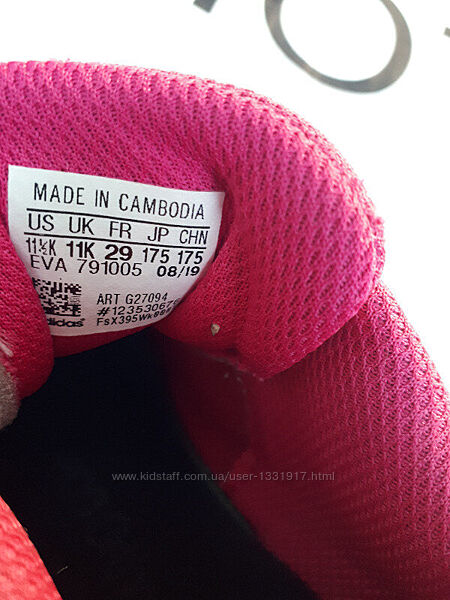 MADE IN CAMBODIA
US UK FR JP CHN
11½K 11K 29 175 175
EVA 791005 08/19
ART G27094
adidas
www.kidstaff.com.ua/user-1331917.html